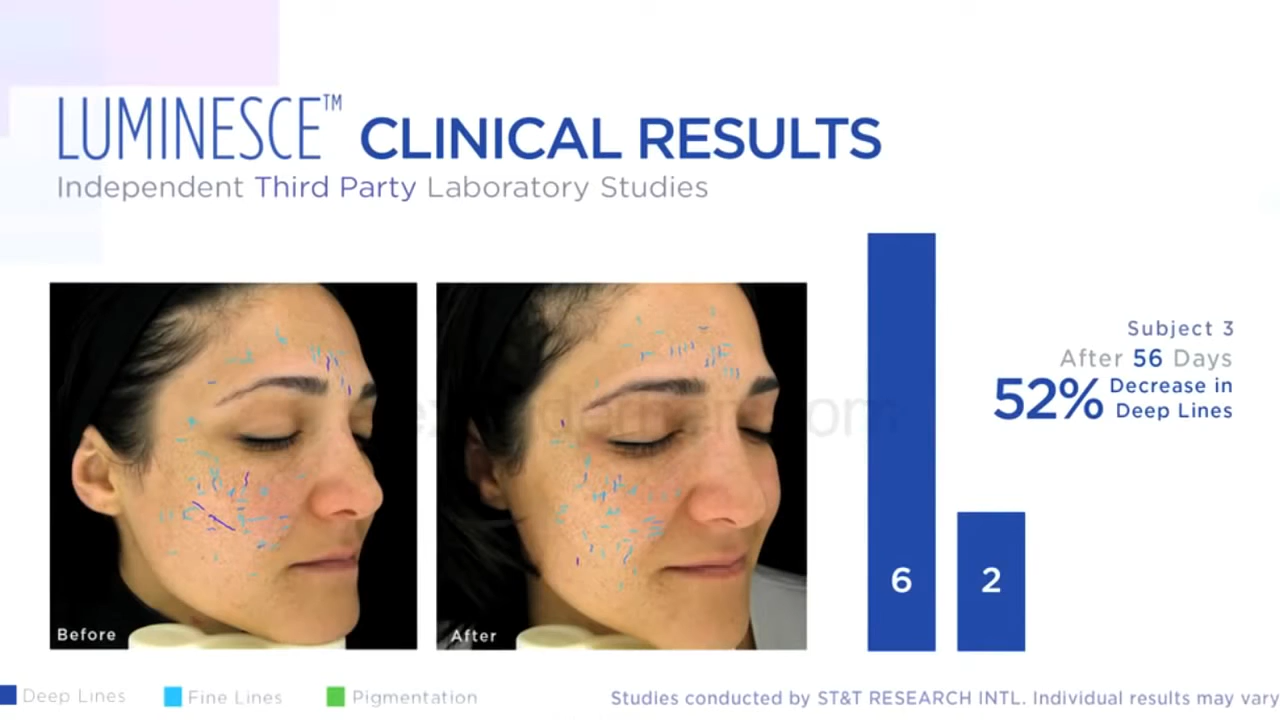 LUMINESCE™ CLINICAL RESULTS
Independent Third Party Laboratory Studies
Subject 3
After 56 Days
52% Decrease in
Deep Lines
6 2
Before After
Deep Lines Fine Lines Pigmentation Studies conducted by ST&T RESEARCH INTL. Individual results may vary